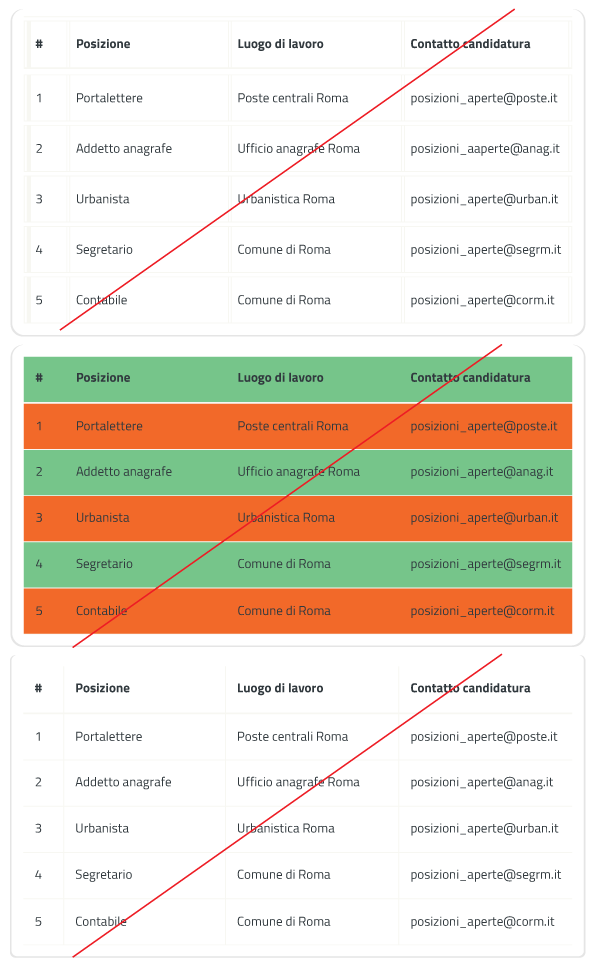 # Posizione Luogo di lavoro Contatto candidatura
1 Portalettere Poste centrali Roma posizioni_aperte@poste.it
2 Addetto anagrafe Ufficio anagrafe Roma posizioni_aaperte@anag.it
3 Urbanista Urbanistica Roma posizioni_aperte@urban.it
4 Segretario Comune di Roma posizioni_aperte@segrm.it
5 Contabile Comune di Roma posizioni_aperte@corm.it
# Posizione Luogo di lavoro Contatto candidatura
1 Portalettere Poste centrali Roma posizioni_aperte@poste.it
2 Addetto anagrafe Ufficio anagrafe Roma posizioni_aperte@anag.it
3 Urbanista Urbanistica Roma posizioni_aperte@urban.it
4 Segretario Comune di Roma posizioni_aperte@segrm.it
5 Contabile Comune di Roma posizioni_aperte@corm.it
# Posizione Luogo di lavoro Contatto candidatura
1 Portalettere Poste centrali Roma posizioni_aperte@poste.it
2 Addetto anagrafe Ufficio anagrafe Roma posizioni_aperte@anag.it
3 Urbanista Urbanistica Roma posizioni_aperte@urban.it
4 Segretario Comune di Roma posizioni_aperte@segrm.it
5 Contabile Comune di Roma posizioni_aperte@corm.it